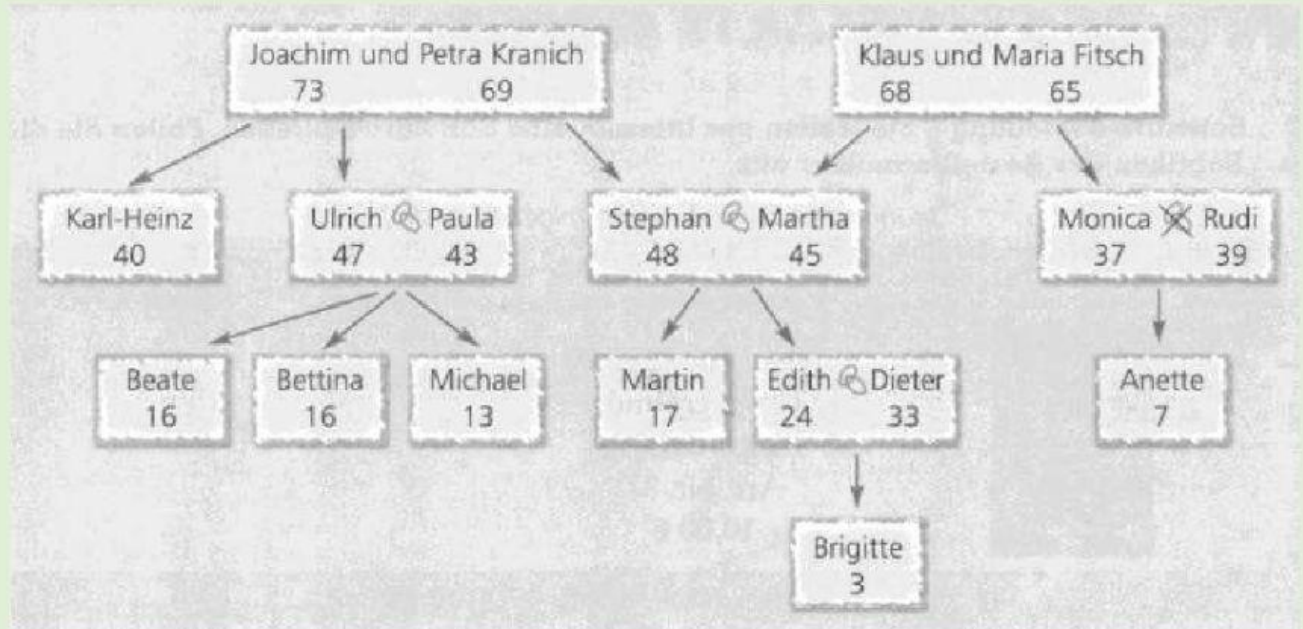 Joachim und Petra Kranich
73 69
Klaus und Maria Fitsch
68 65
Karl-Heinz
40
Ulrich Paula
47 43
Stephan Martha
48 45
Monica Rudi
37 39
Beate
16
Bettina
16
Michael
13
Martin
17
Edith Dieter
24 33
Anette
7
Brigitte
3